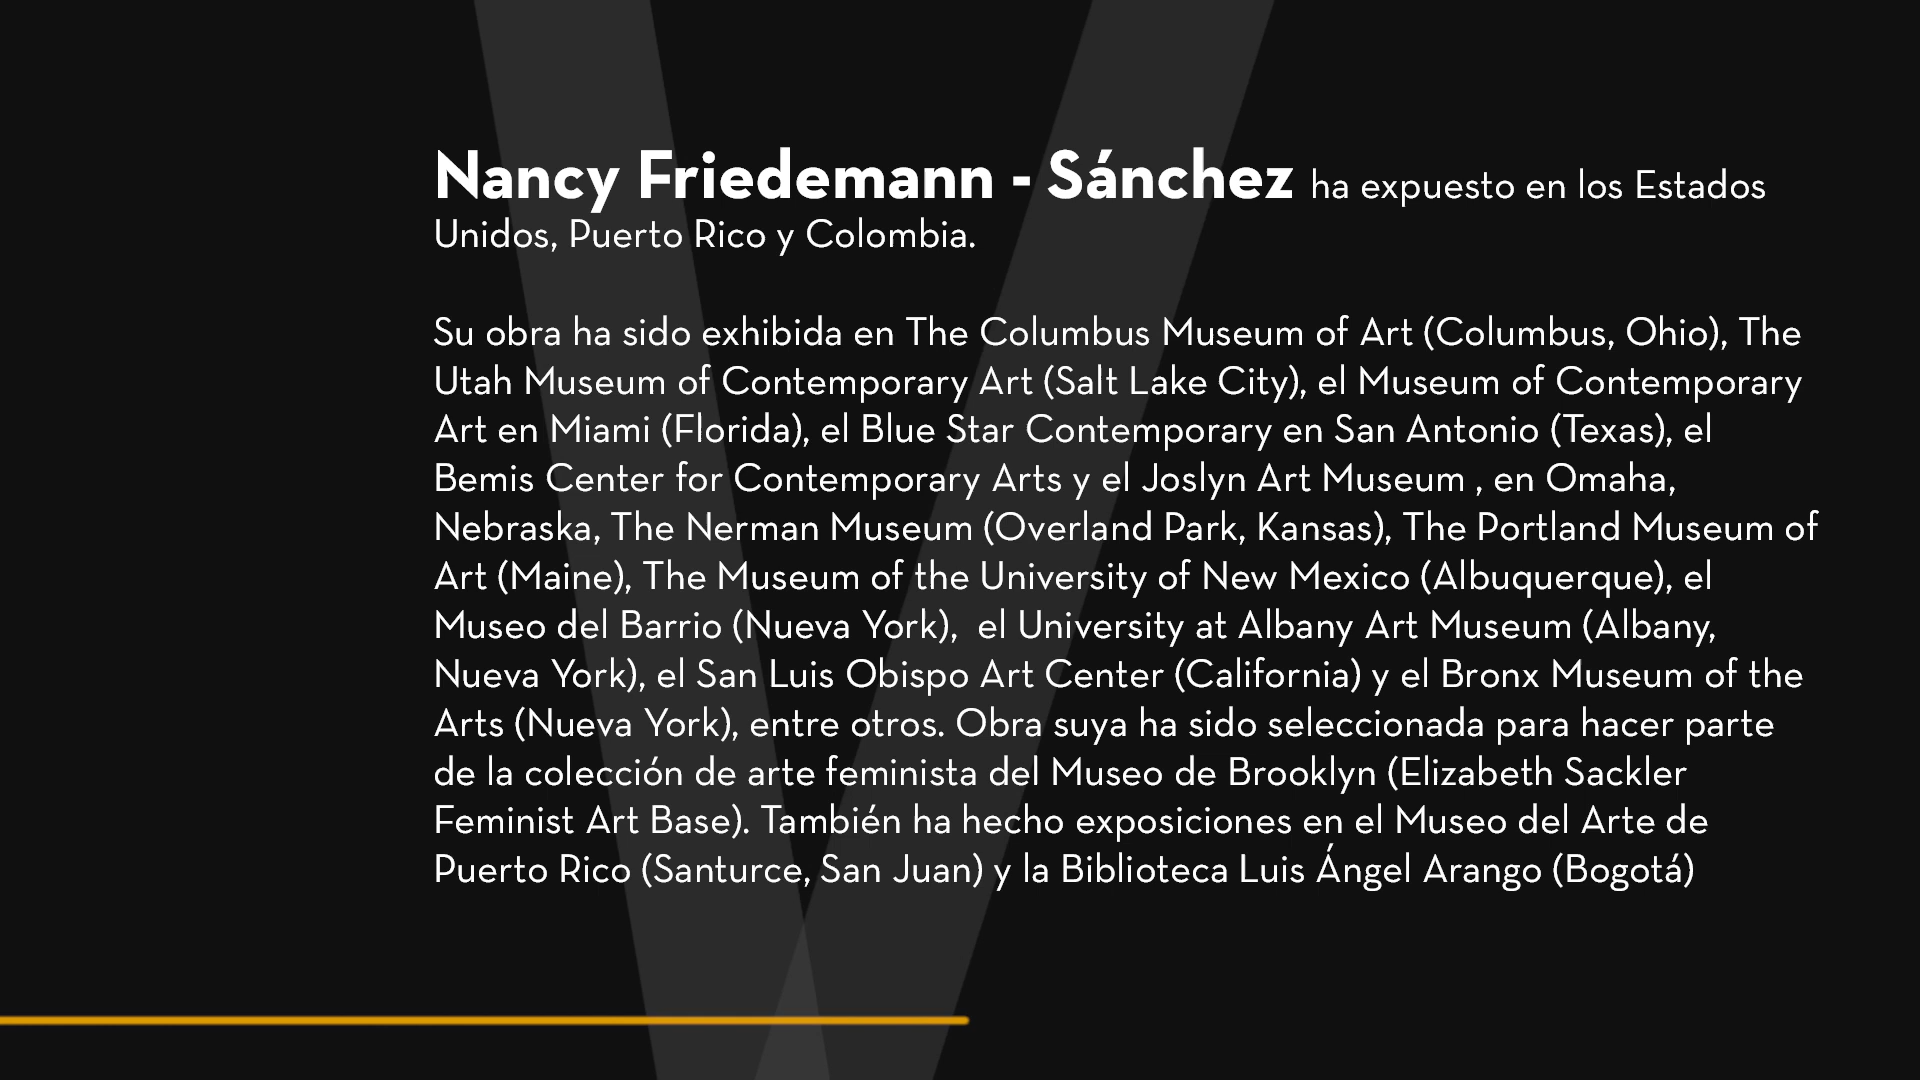 Nancy Friedemann - Sánchez ha expuesto en los Estados
Unidos, Puerto Rico y Colombia.
Su obra ha sido exhibida en The Columbus Museum of Art (Columbus, Ohio), The
Utah Museum of Contemporary Art (Salt Lake City), el Museum of Contemporary
Art en Miami (Florida), el Blue Star Contemporary en San Antonio (Texas), el
Bemis Center for Contemporary Arts y el Joslyn Art Museum , en Omaha,
Nebraska, The Nerman Museum (Overland Park, Kansas), The Portland Museum of
Art (Maine), The Museum of the University of New Mexico (Albuquerque), el
Museo del Barrio (Nueva York),  el University at Albany Art Museum (Albany,
Nueva York), el San Luis Obispo Art Center (California) y el Bronx Museum of the
Arts (Nueva York), entre otros. Obra suya ha sido seleccionada para hacer parte
de la colección de arte feminista del Museo de Brooklyn (Elizabeth Sackler
Feminist Art Base). También ha hecho exposiciones en el Museo del Arte de
Puerto Rico (Santurce, San Juan) y la Biblioteca Luis Ángel Arango (Bogotá)